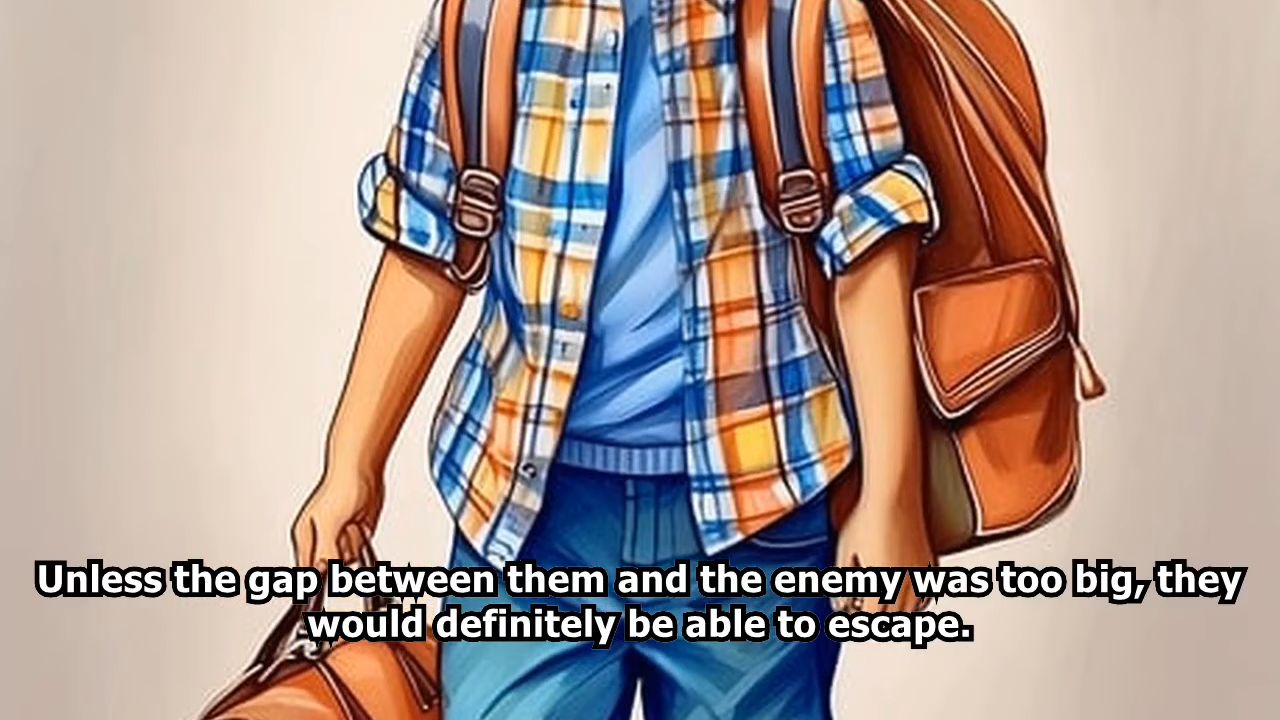 Unless the gap between them and the enemy was too big, they
would definitely be able to escape.